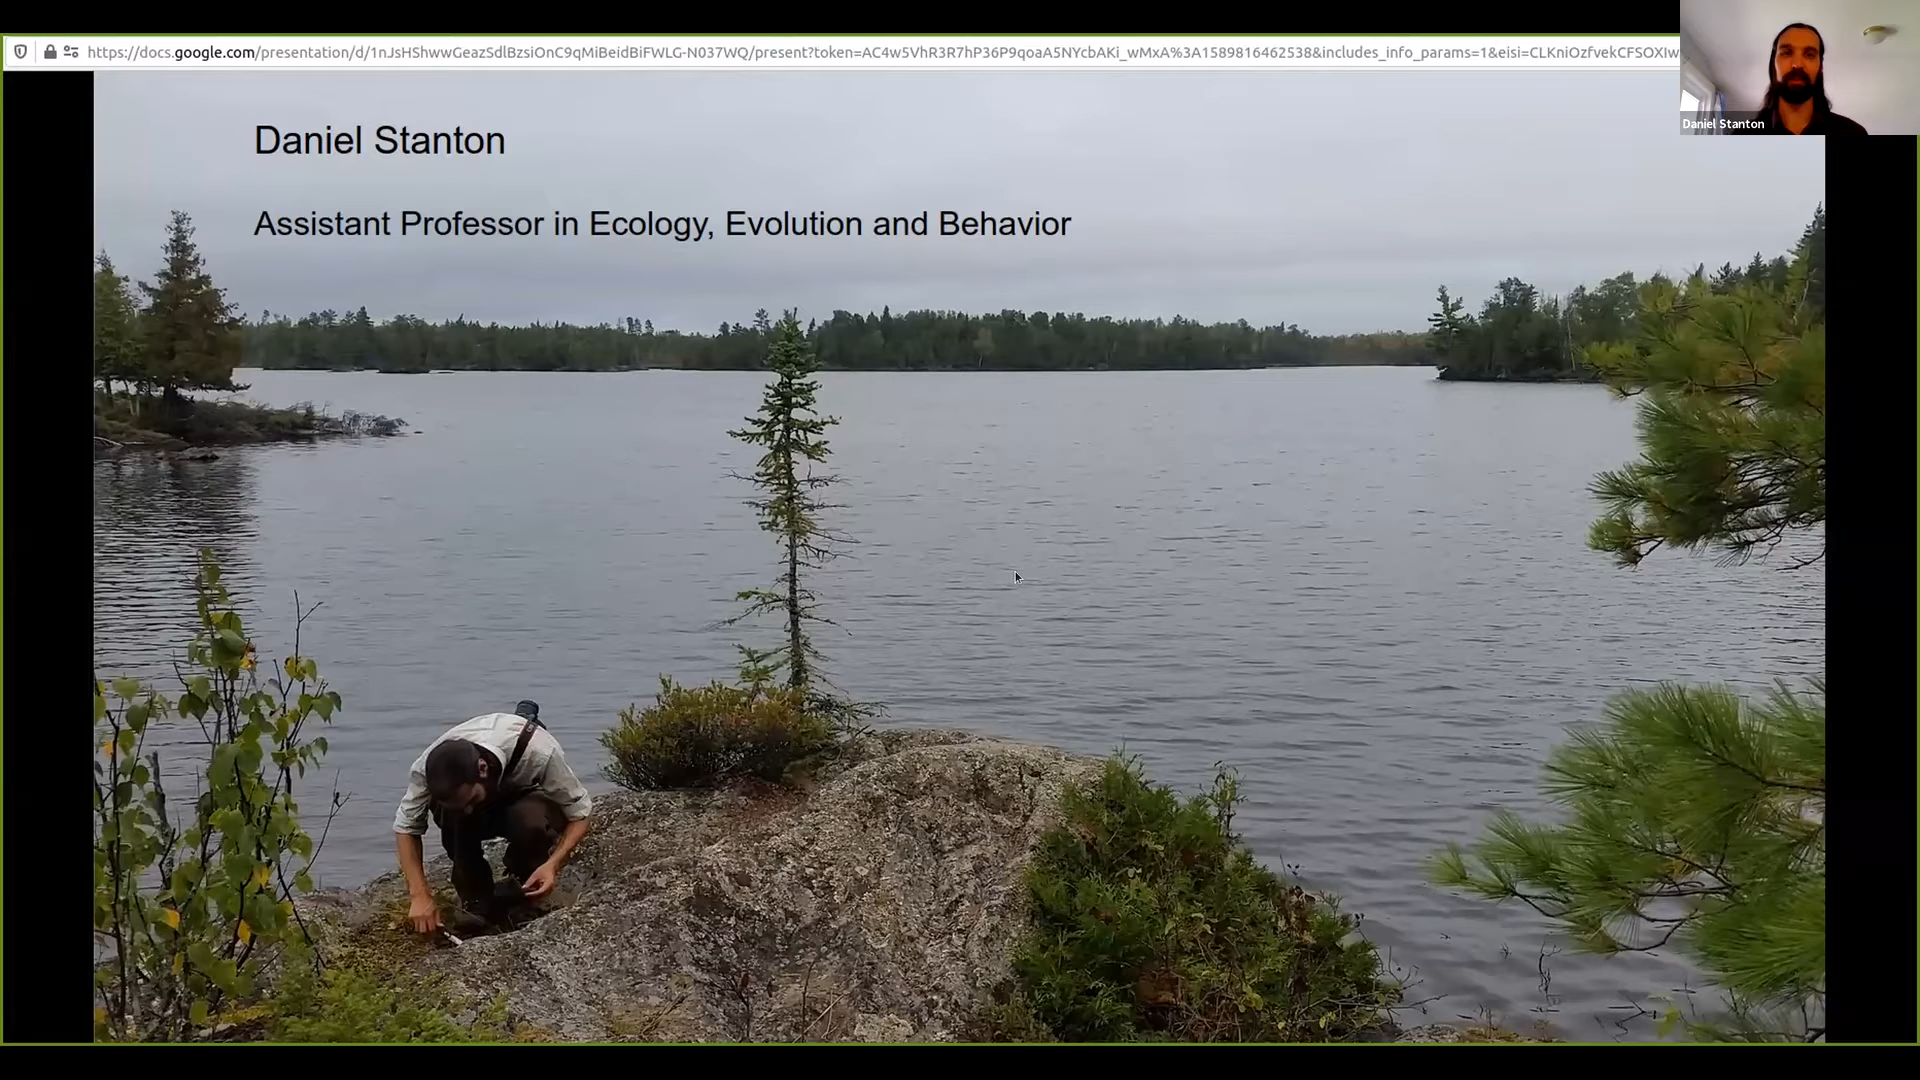 https://docs.google.com/presentation/d/1nJsHShwwGeazSdlBzsiOnC9qMiBeidBiFWLG-N037WQ/present?token=AC4w5VhR3R7hP36P9qoaA5NYcbAKi_wMxA%3A1589816462538&includes_info_params=1&eisi=CLKniOzfvekCFSOXIw
Daniel Stanton
Daniel Stanton
Assistant Professor in Ecology, Evolution and Behavior